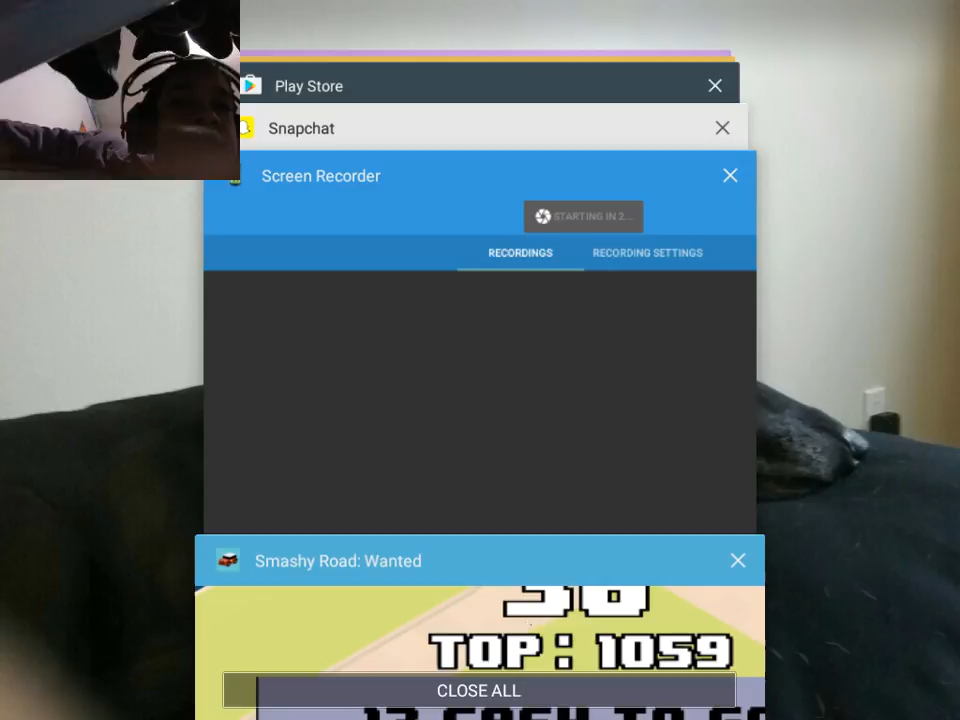 Play Store
Snapchat
Screen Recorder
STARTING IN 2...
RECORDINGS
RECORDING SETTINGS
Smashy Road: Wanted
TOP: 1059
CLOSE ALL